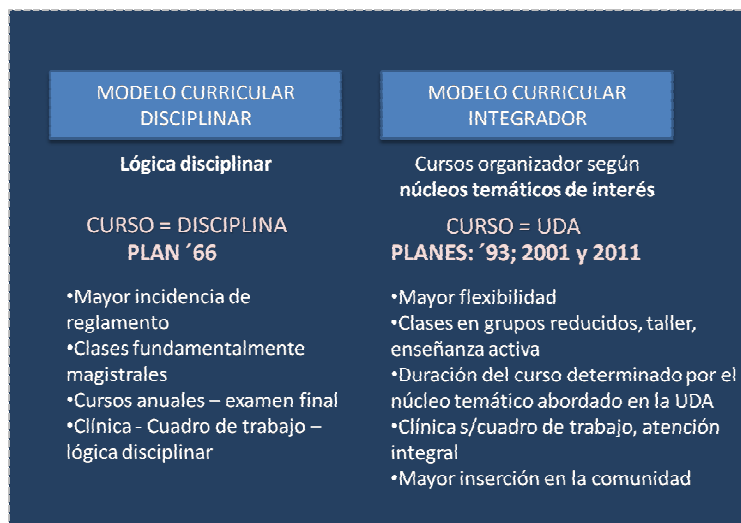 MODELO CURRICULAR
DISCIPLINAR
Lógica disciplinar
CURSO = DISCIPLINA
PLAN ´66
•Mayor incidencia de
reglamento
•Clases fundamentalmente
magistrales
•Cursos anuales – examen final
•Clínica - Cuadro de trabajo –
lógica disciplinar
MODELO CURRICULAR
INTEGRADOR
Cursos organizador según
núcleos temáticos de interés
CURSO = UDA
PLANES: ´93; 2001 y 2011
•Mayor flexibilidad
•Clases en grupos reducidos, taller,
enseñanza activa
•Duración del curso determinado por el
núcleo temático abordado en la UDA
•Clínica s/cuadro de trabajo, atención
integral
•Mayor inserción en la comunidad